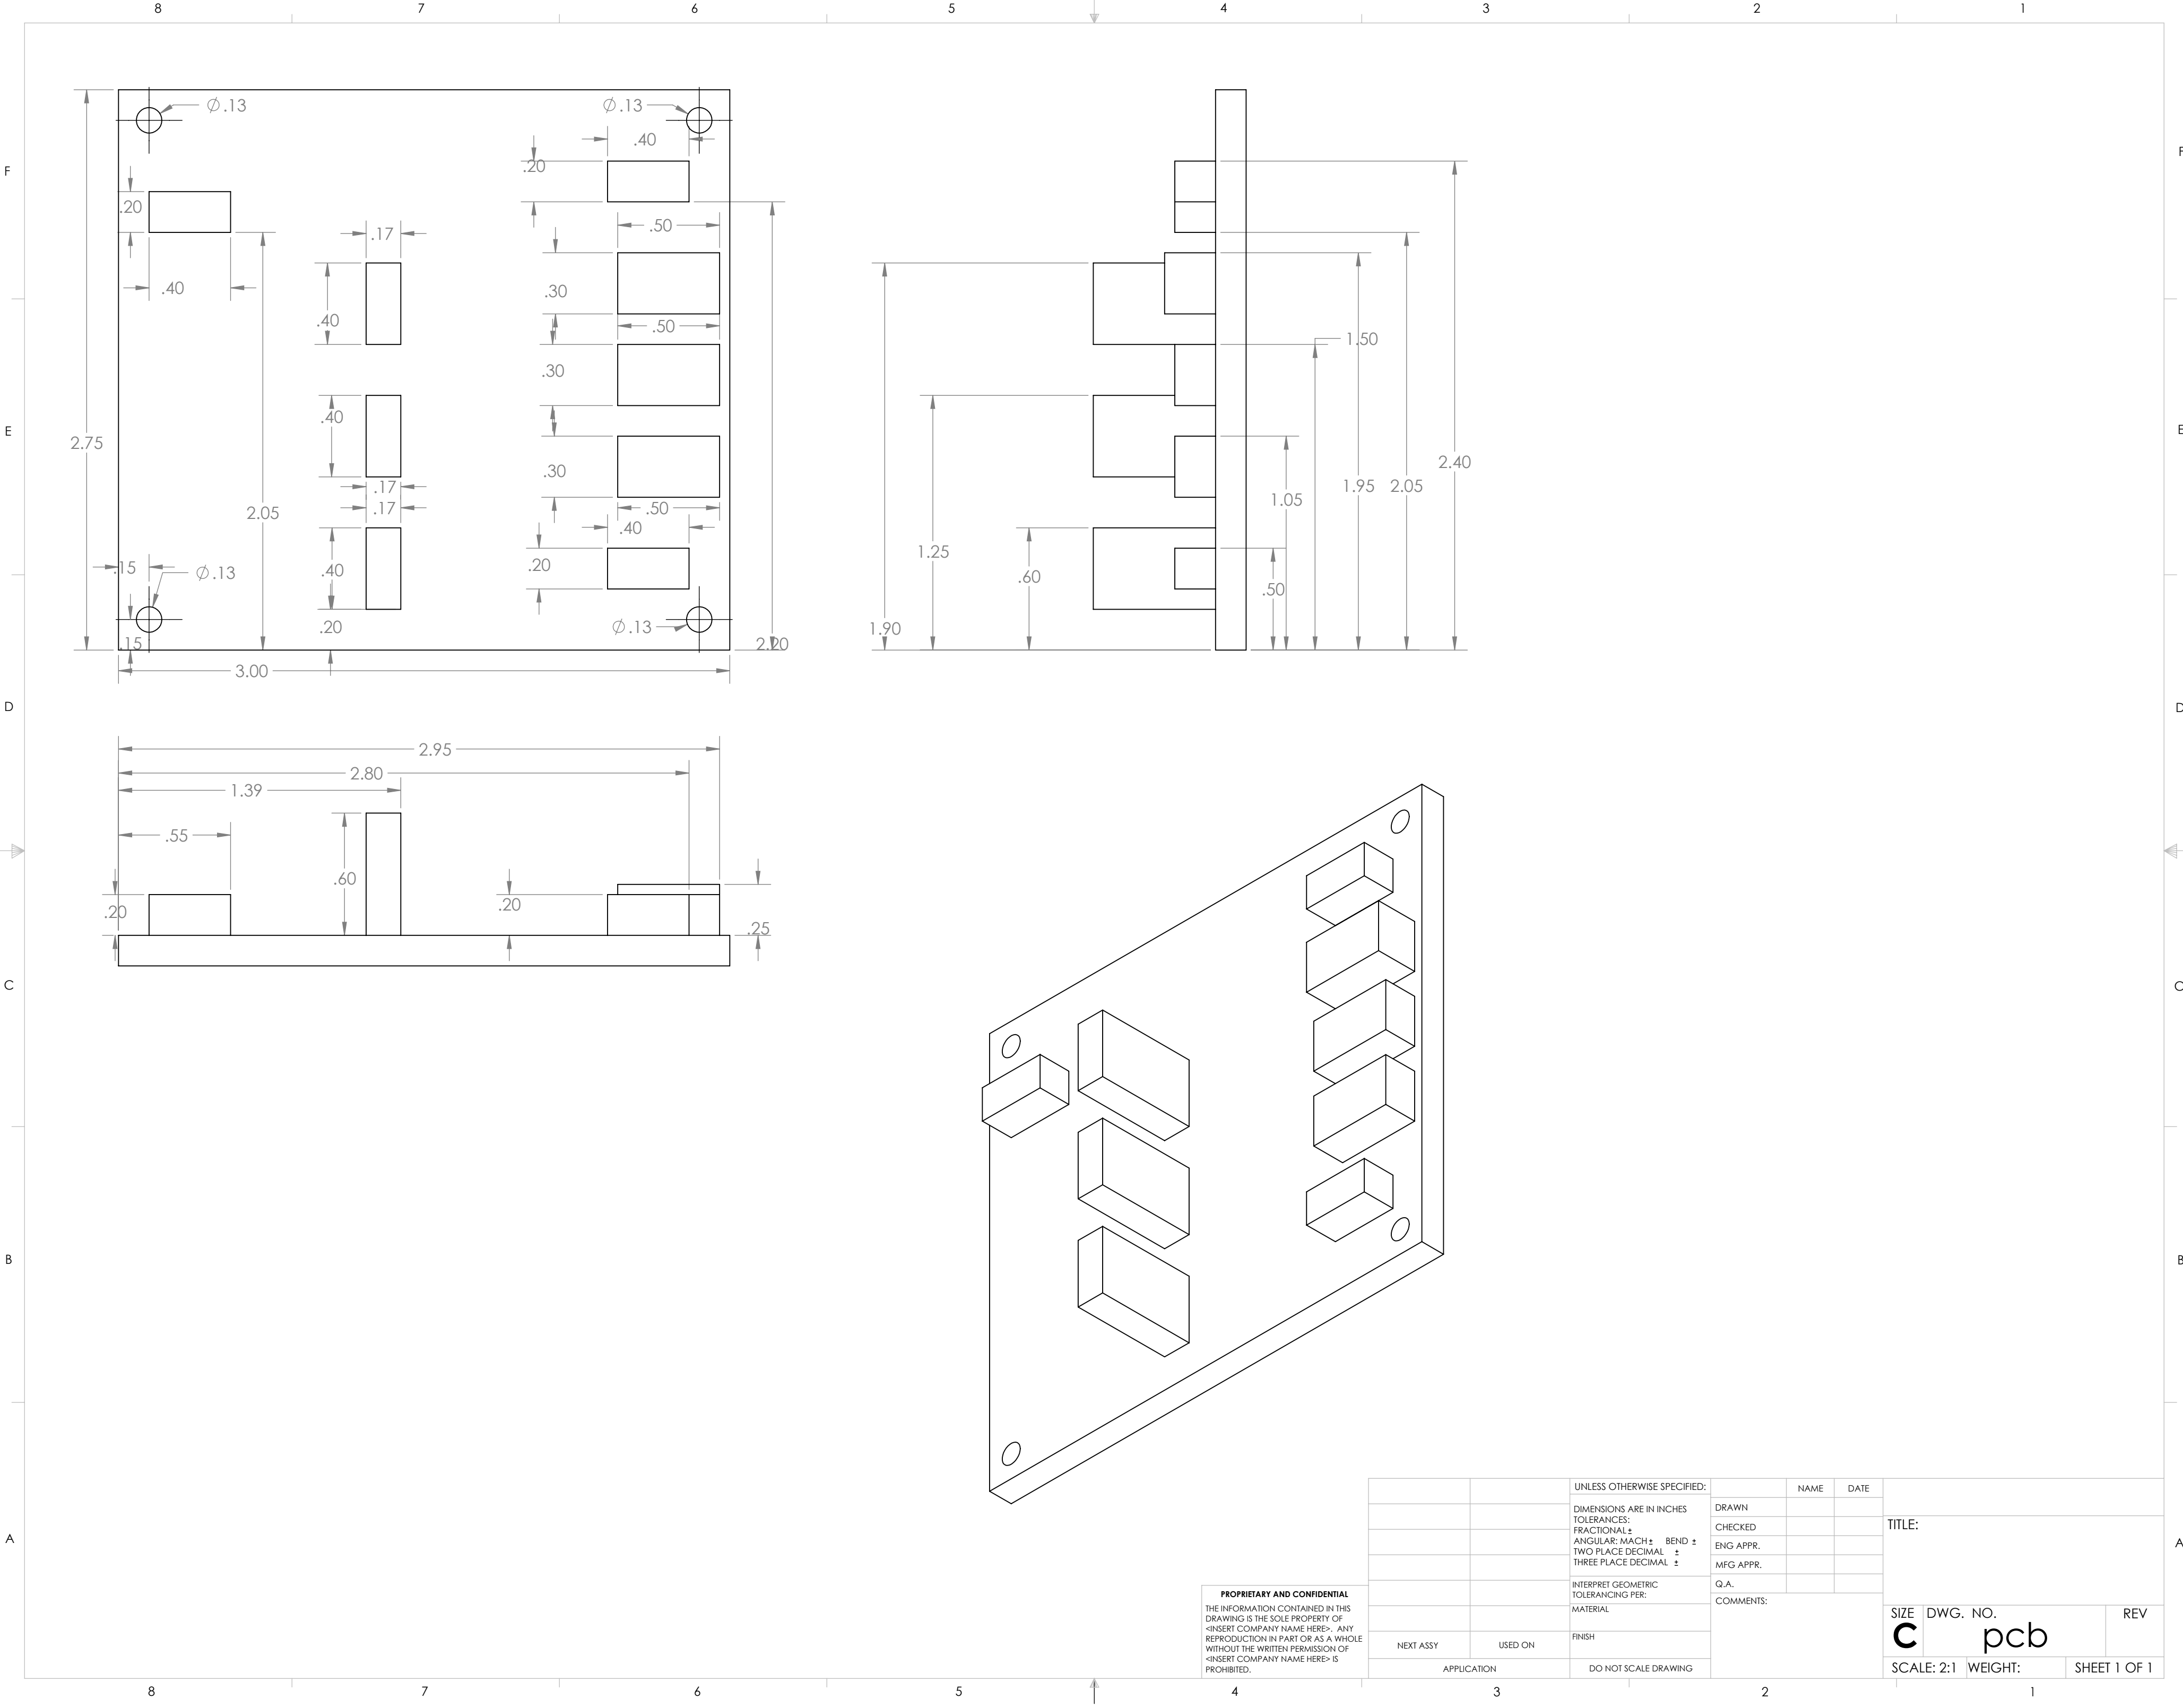 8 7 6 5 4 3 2 1
F
F
E
E
D
D
C
C
B
B
A
A
∅.13
∅.13
.40
.20
.20
.50
.17
.40
.30
.40
.50
.30
.40
2.75
.30
.17
.17
.50
2.05
.40
.15
∅.13
.40
.20
.20
∅.13
.15
2.20
3.00
1.50
2.40
1.95
2.05
1.05
1.25
.60
.50
1.90
2.95
2.80
1.39
.55
.60
.20
.20
.25
PROPRIETARY AND CONFIDENTIAL
THE INFORMATION CONTAINED IN THIS
DRAWING IS THE SOLE PROPERTY OF
<INSERT COMPANY NAME HERE>. ANY
REPRODUCTION IN PART OR AS A WHOLE
WITHOUT THE WRITTEN PERMISSION OF
<INSERT COMPANY NAME HERE> IS
PROHIBITED.
NEXT ASSY
USED ON
APPLICATION
UNLESS OTHERWISE SPECIFIED:
DIMENSIONS ARE IN INCHES
TOLERANCES:
FRACTIONAL ±
ANGULAR: MACH ± BEND ±
TWO PLACE DECIMAL ±
THREE PLACE DECIMAL ±
INTERPRET GEOMETRIC
TOLERANCING PER:
MATERIAL
FINISH
DO NOT SCALE DRAWING
NAME DATE
DRAWN
CHECKED
ENG APPR.
MFG APPR.
Q.A.
COMMENTS:
TITLE:
SIZE DWG. NO. REV
C pcb
SCALE: 2:1 WEIGHT: SHEET 1 OF 1
8 7 6 5 4 3 2 1